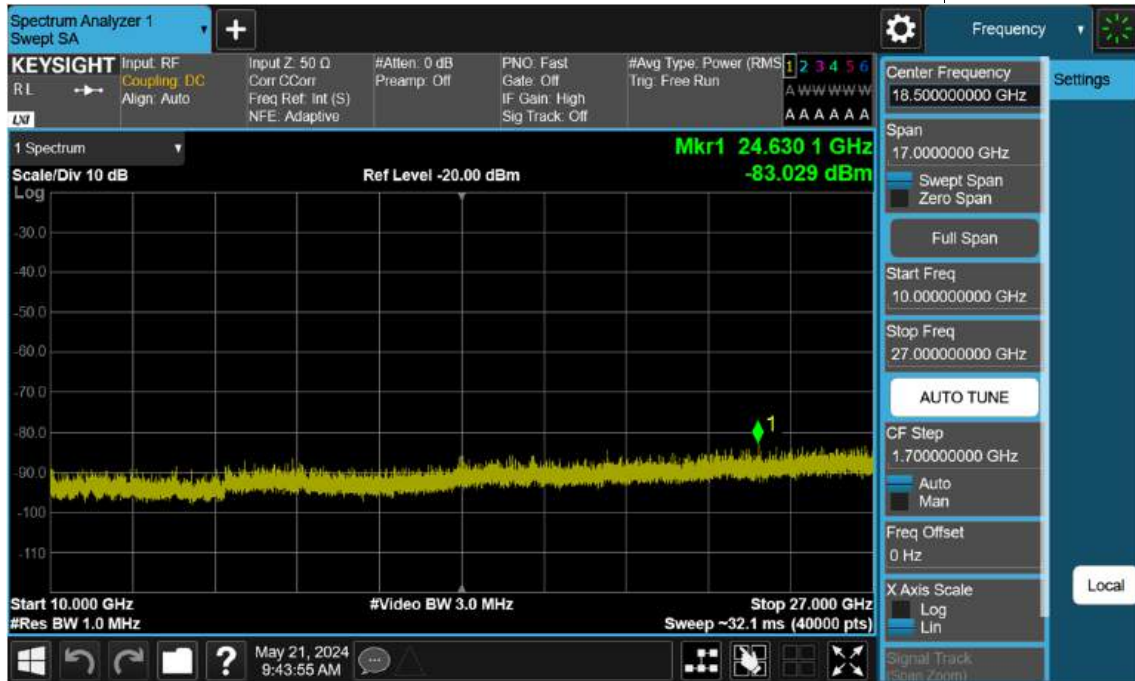 Spectrum Analyzer 1
Swept SA
+
Frequency
KEYSIGHT
R L
LXI
Input: RF
Coupling: DC
Align: Auto
Input Z: 50 Ω
Corr CCorr
Freq Ref: Int (S)
NFE: Adaptive
#Atten: 0 dB
Preamp: Off
PNO: Fast
Gate: Off
IF Gain: High
Sig Track: Off
#Avg Type: Power (RMS
Trig: Free Run
1 2 3 4 5 6
A W W W W W
A A A A A A
1 Spectrum
Scale/Div 10 dB
Log
Ref Level -20.00 dBm
Mkr1 24.630 1 GHz
-83.029 dBm
-30.0
-40.0
-50.0
-60.0
-70.0
-80.0
-90.0
-100
-110
1
Start 10.000 GHz
#Video BW 3.0 MHz
Stop 27.000 GHz
#Res BW 1.0 MHz
Sweep ~32.1 ms (40000 pts)
Center Frequency
18.500000000 GHz
Settings
Span
17.0000000 GHz
Swept Span
Zero Span
Full Span
Start Freq
10.000000000 GHz
Stop Freq
27.000000000 GHz
AUTO TUNE
CF Step
1.700000000 GHz
Auto
Man
Freq Offset
0 Hz
X Axis Scale
Log
Lin
Local
Signal Track
(Span Zoom)
?
May 21, 2024
9:43:55 AM